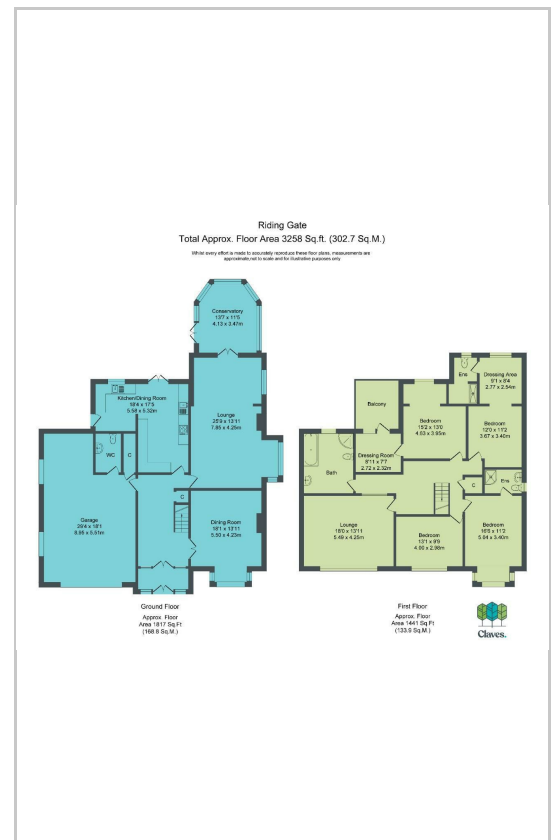 Riding Gate
Total Approx. Floor Area 3258 Sq.ft. (302.7 Sq.M.)
Whilst every effort is made to accurately reproduce these floor plans, measurements are
approximate,not to scale and for illustrative purposes only
Conservatory
13'7 x 11'5
4.13 x 3.47m
Kitchen/Dining Room
18'4 x 17'5
5.58 x 5.32m
Lounge
25'9 x 13'11
7.85 x 4.25m
WC
C
C
Garage
29'4 x 18'1
8.95 x 5.51m
Dining Room
18'1 x 13'11
5.50 x 4.23m
Ground Floor
Approx. Floor
Area 1817 Sq.Ft
(168.8 Sq.M.)
Ens
Dressing Area
9'1 x 8'4
2.77 x 2.54m
Balcony
Bedroom
15'2 x 13'0
4.63 x 3.95m
Bedroom
12'0 x 11'2
3.67 x 3.40m
Dressing Room
8'11 x 7'7
2.72 x 2.32m
Bath
C
Ens
Lounge
18'0 x 13'11
5.49 x 4.25m
Bedroom
13'1 x 9'9
4.00 x 2.98m
Bedroom
16'6 x 11'2
5.04 x 3.40m
First Floor
Approx. Floor
Area 1441 Sq.Ft
(133.9 Sq.M.)
Claves.